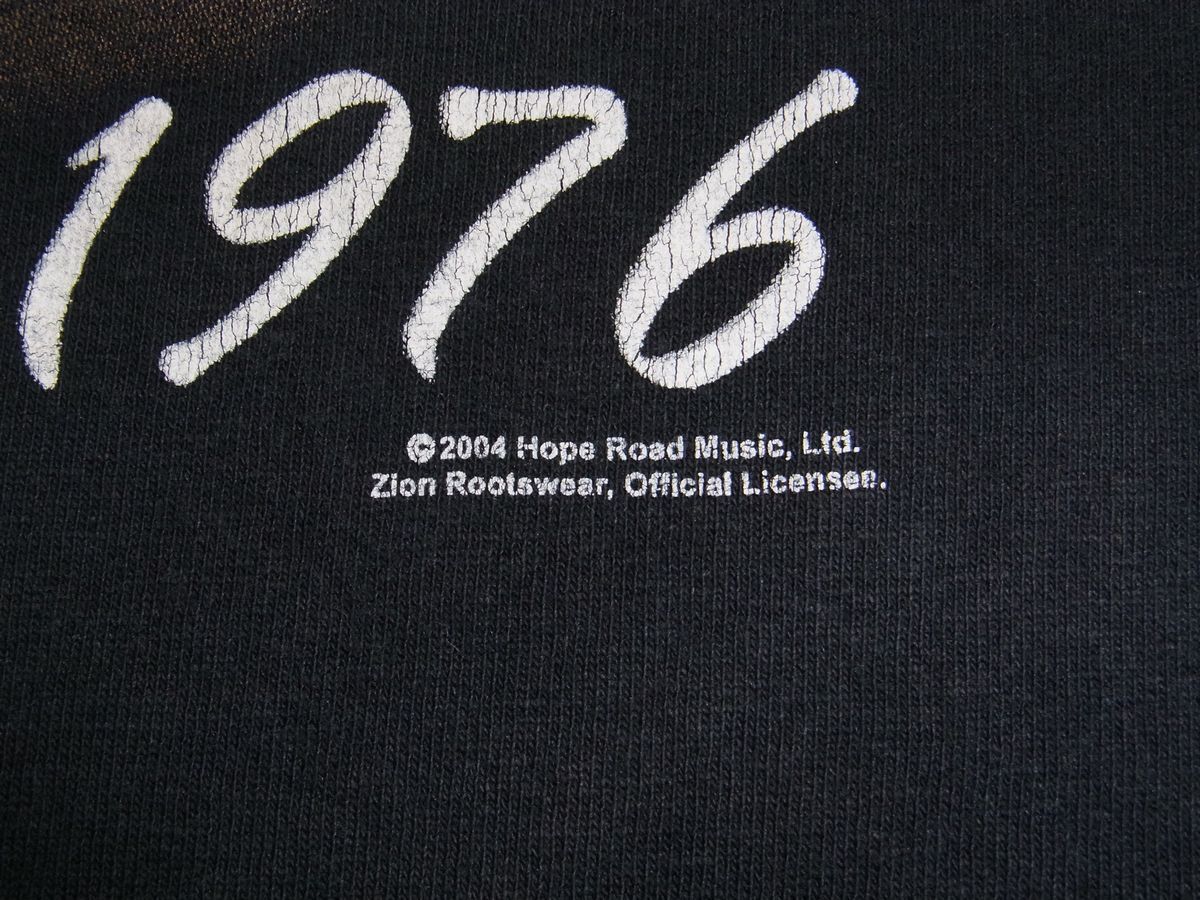 1976
©2004 Hope Road Music, Ltd.
Zion Rootswear, Official Licensee.